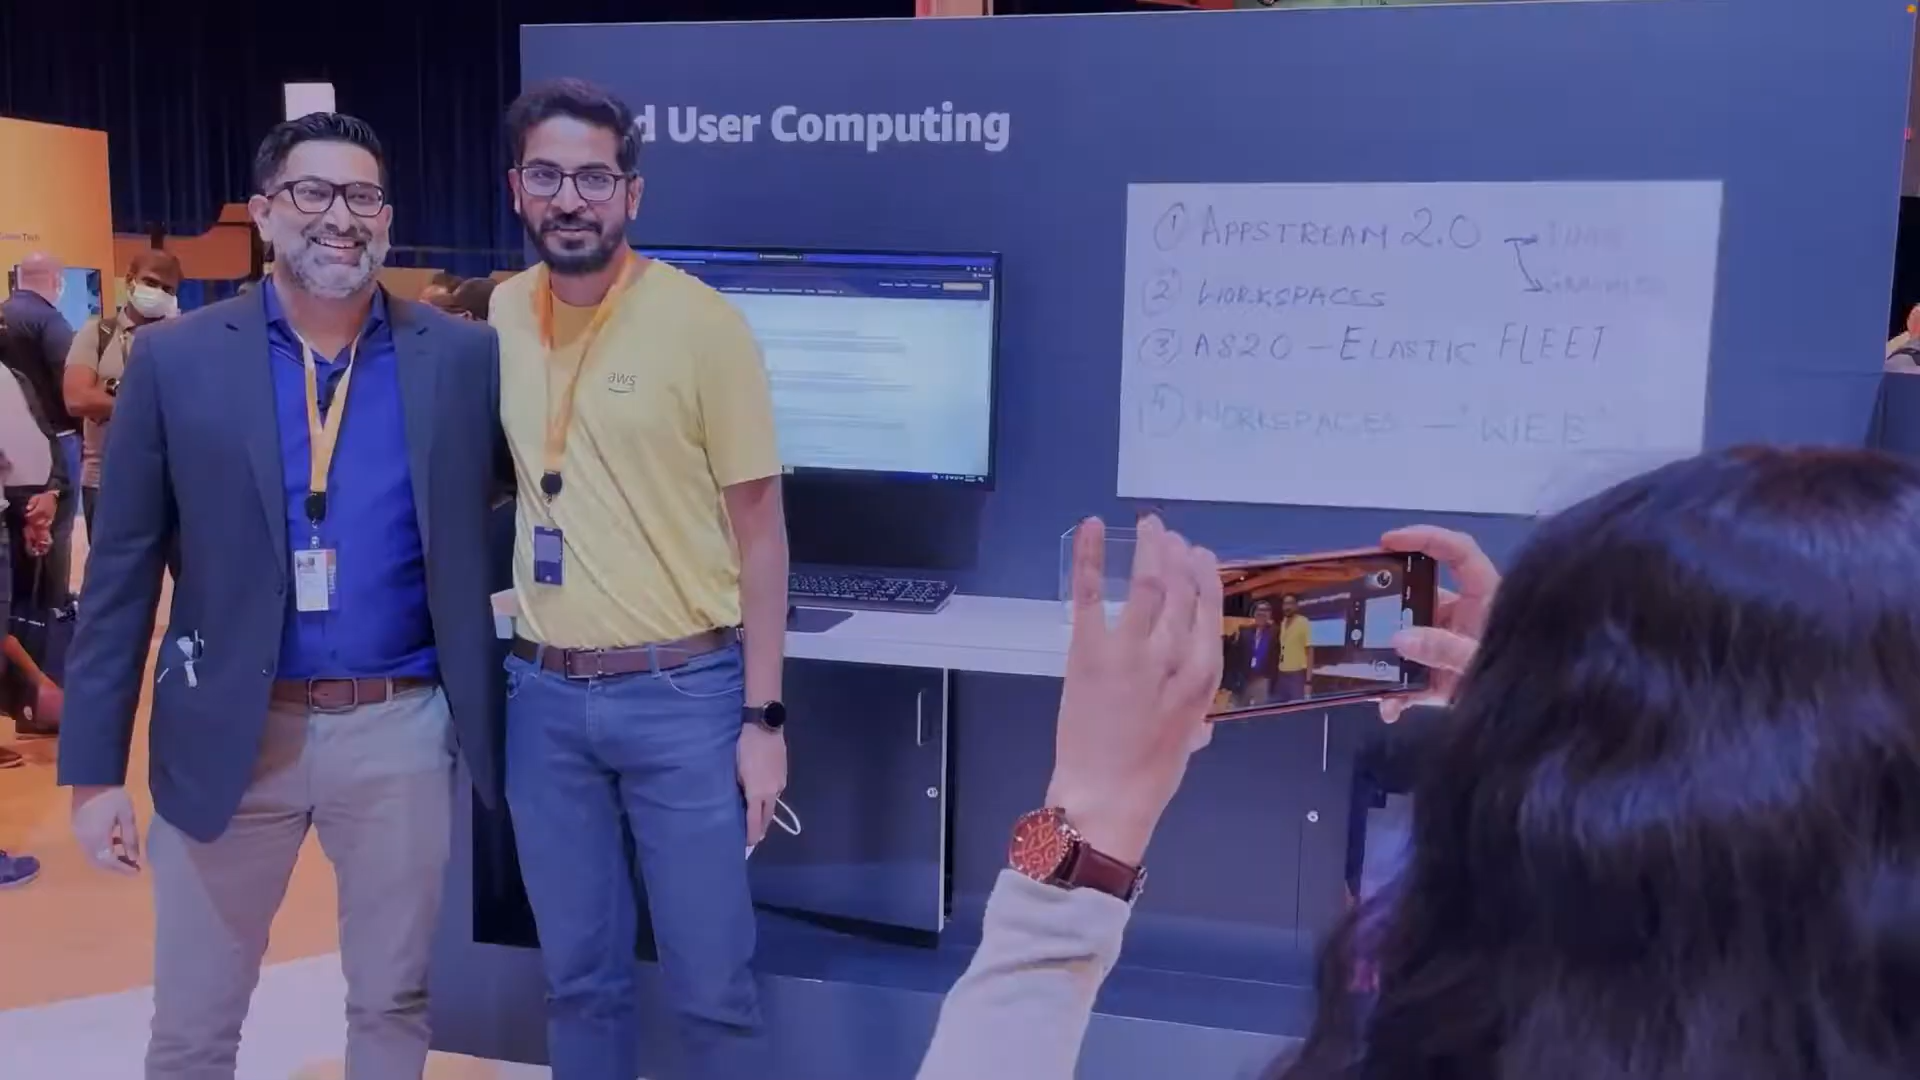 d User Computing
① APPSTREAM 2.0
② WORKSPACES
③ AS2.0 - ELASTIC FLEET
④ WORKSPACES - "WEB"
aws